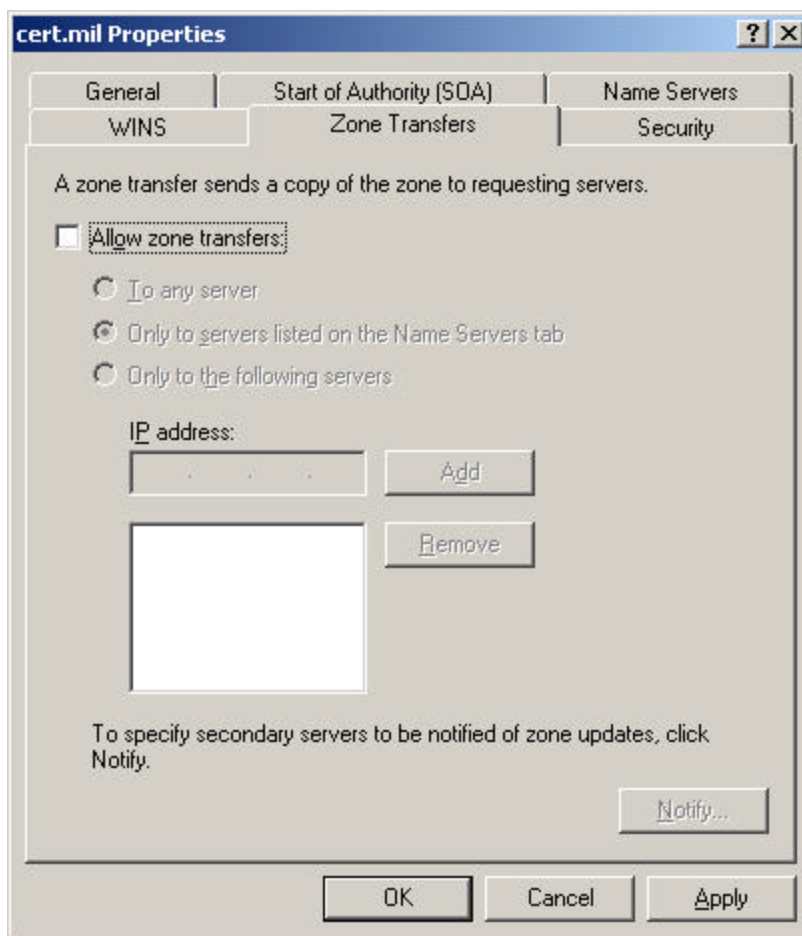 cert.mil Properties
General
Start of Authority (SOA)
Name Servers
WINS
Zone Transfers
Security
A zone transfer sends a copy of the zone to requesting servers.
Allow zone transfers:
To any server
Only to servers listed on the Name Servers tab
Only to the following servers
IP address:
Add
Remove
To specify secondary servers to be notified of zone updates, click
Notify.
Notify...
OK
Cancel
Apply